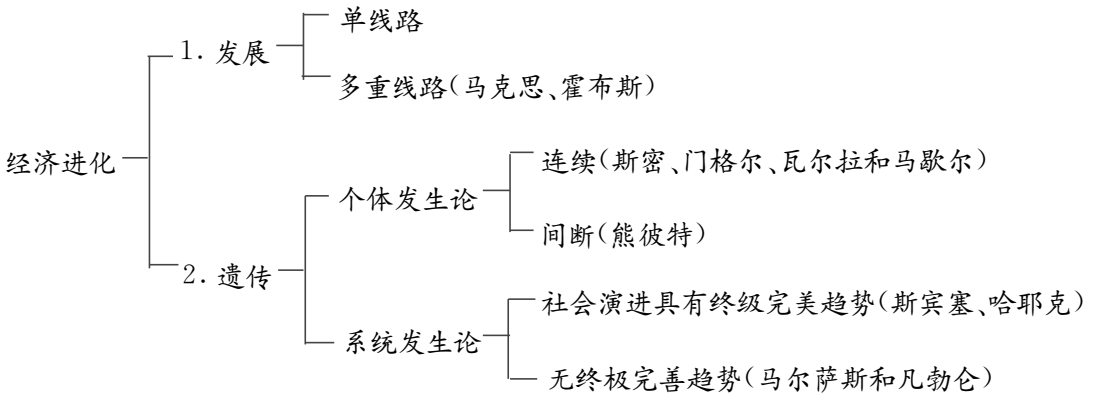 单线路
1. 发展
多重线路(马克思、霍布斯)
经济进化
连续(斯密、门格尔、瓦尔拉和马歇尔)
个体发生论
间断(熊彼特)
2. 遗传
社会演进具有终级完美趋势(斯宾塞、哈耶克)
系统发生论
无终极完善趋势(马尔萨斯和凡勃仑)